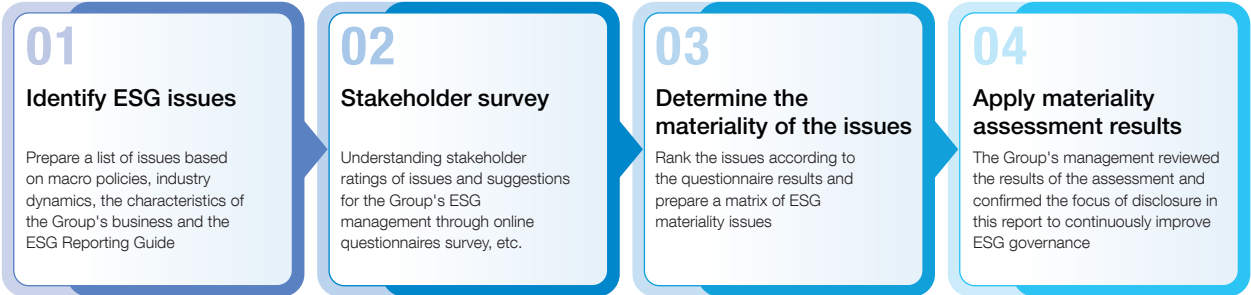 01
Identify ESG issues
Prepare a list of issues based
on macro policies, industry
dynamics, the characteristics of
the Group's business and the
ESG Reporting Guide
02
Stakeholder survey
Understanding stakeholder
ratings of issues and suggestions
for the Group's ESG
management through online
questionnaires survey, etc.
03
Determine the
materiality of the issues
Rank the issues according to
the questionnaire results and
prepare a matrix of ESG
materiality issues
04
Apply materiality
assessment results
The Group's management reviewed
the results of the assessment and
confirmed the focus of disclosure in
this report to continuously improve
ESG governance